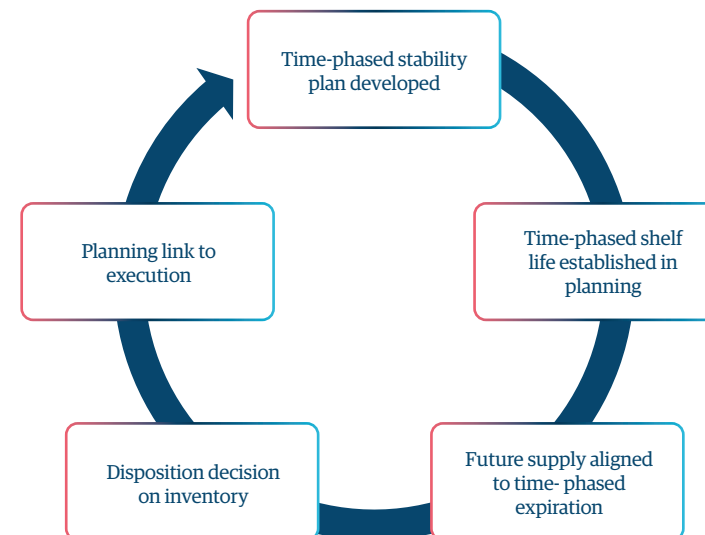 Time-phased stability
plan developed
Time-phased shelf
life established in
planning
Future supply aligned
to time- phased
expiration
Disposition decision
on inventory
Planning link to
execution